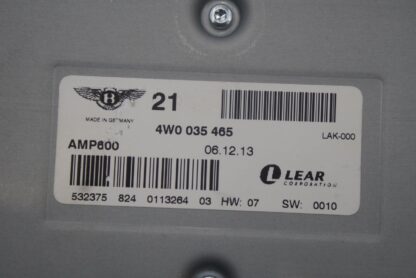 B
21
MADE IN GERMANY
4W0 035 465
LAK-000
AMP600
06.12.13
LEAR
CORPORATION
532375 824 0113264 03 HW: 07 SW: 0010